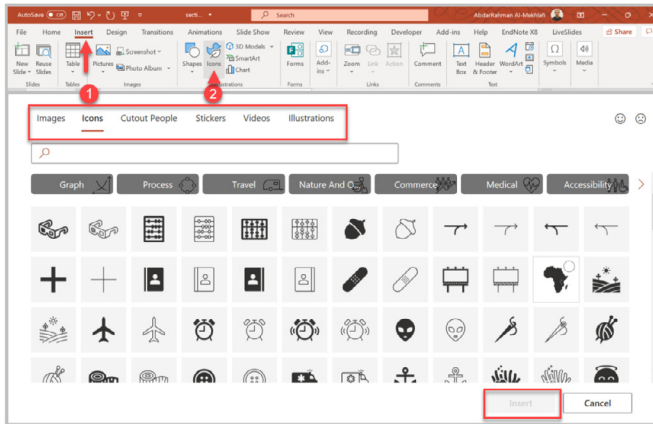 AutoSave Off
secti...
Search
AbdelRahman Al-Makhlafi
File Home Insert Design Transitions Animations Slide Show Review View Recording Developer Add-ins Help EndNote X8 LiveSlides Share
New Slide Reuse Slides Table Pictures Screenshot Photo Album Shapes Icons 3D Models SmartArt Chart Forms Add-ins Zoom Link Action Comment Text Box Header & Footer WordArt Symbols Media
Slides Tables Images Illustrations Forms Links Comments Text
1
2
Images Icons Cutout People Stickers Videos Illustrations
Graph Process Travel Nature And O Commerce Medical Accessibility
Insert Cancel